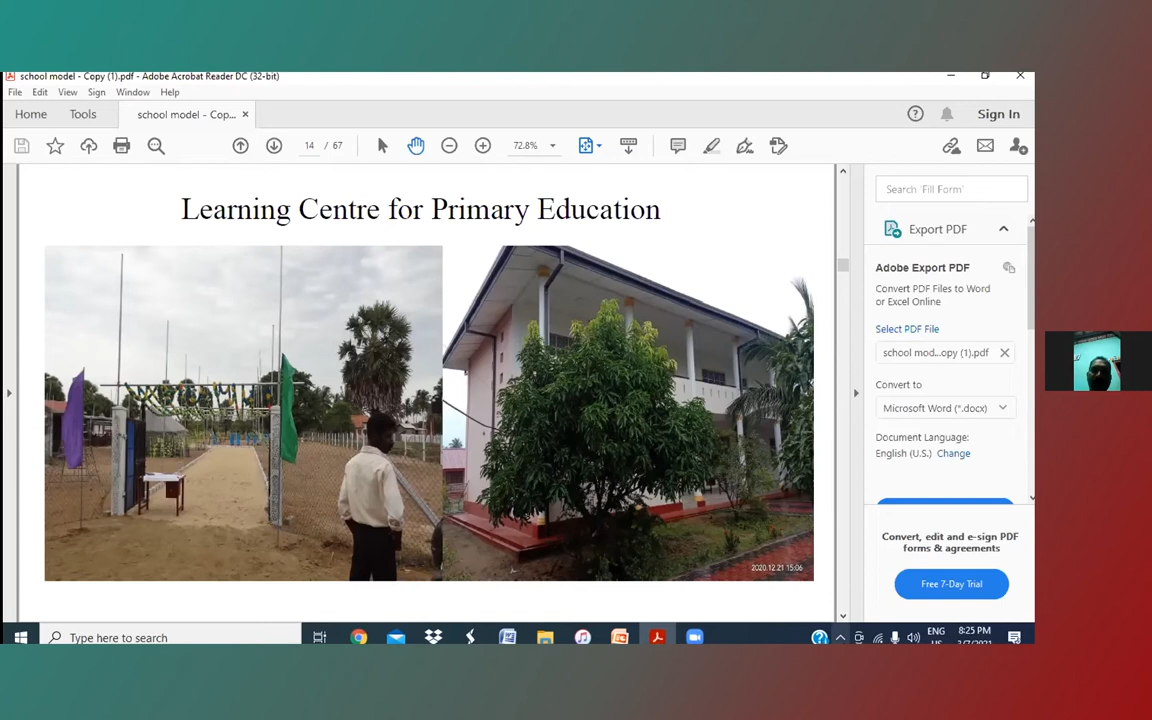 school model - Copy (1).pdf - Adobe Acrobat Reader DC (32-bit)
File Edit View Sign Window Help
Home Tools school model - Cop... × Sign In
14 / 67 72.8%
Learning Centre for Primary Education
2020.12.21 15:06
Search 'Fill Form'
Export PDF
Adobe Export PDF
Convert PDF Files to Word
or Excel Online
Select PDF File
school mod...opy (1).pdf
Convert to
Microsoft Word (*.docx)
Document Language:
English (U.S.) Change
Convert, edit and e-sign PDF
forms & agreements
Free 7-Day Trial
Type here to search
ENG
8:25 PM